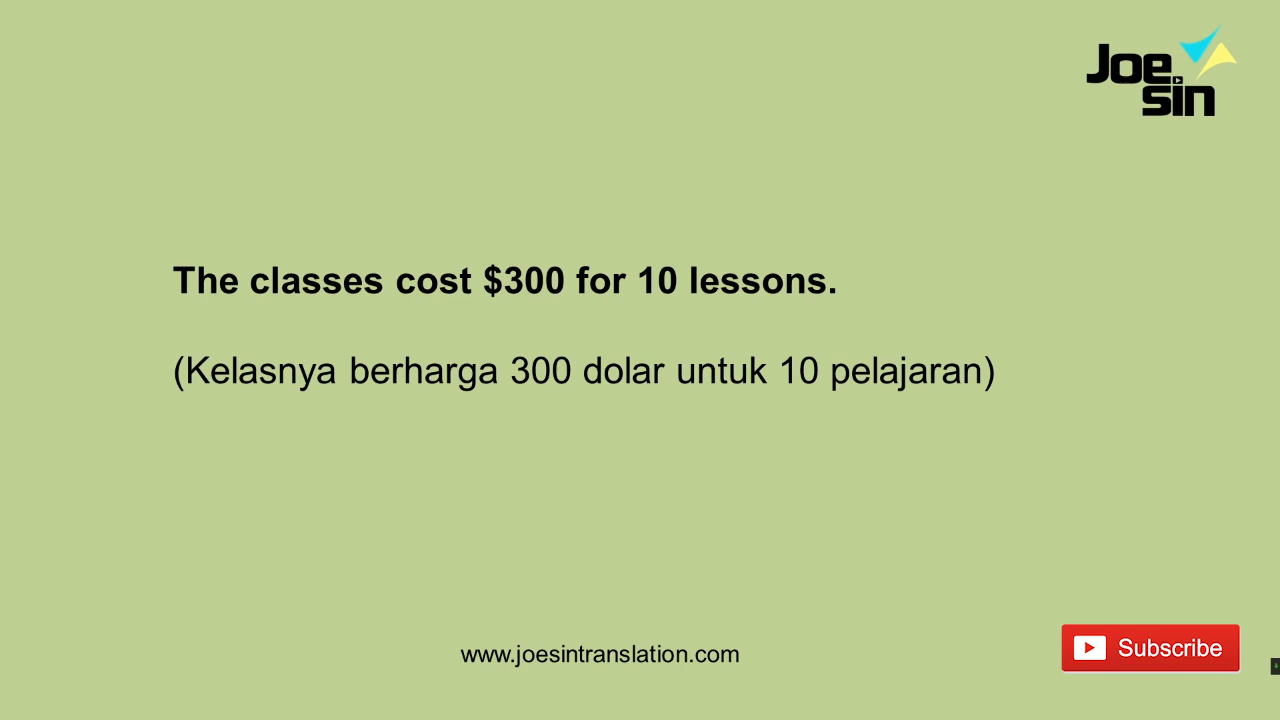 Joe
sin
The classes cost $300 for 10 lessons.
(Kelasnya berharga 300 dolar untuk 10 pelajaran)
www.joesintranslation.com
Subscribe